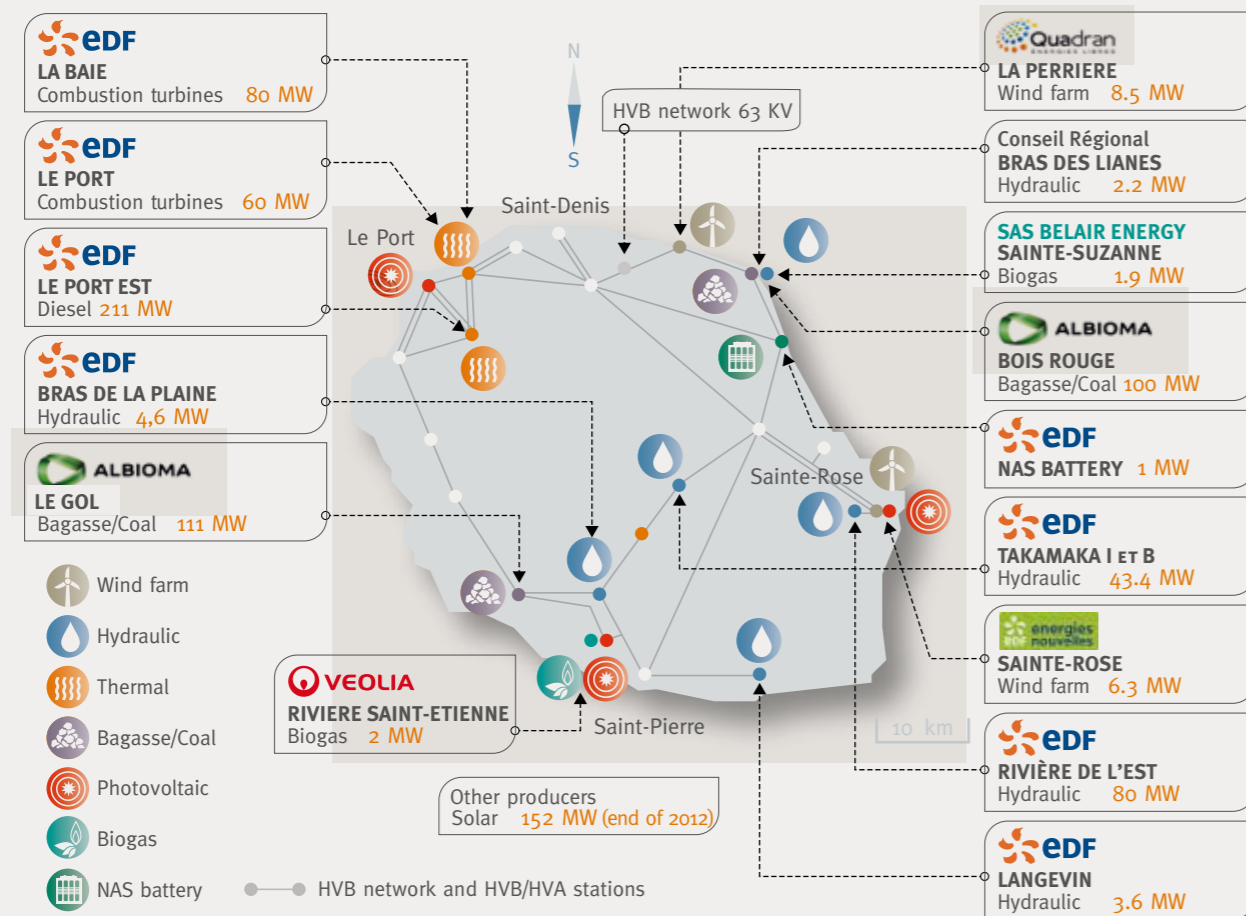 eDF
LA BAIE
Combustion turbines 80 MW
eDF
LE PORT
Combustion turbines 60 MW
eDF
LE PORT EST
Diesel 211 MW
eDF
BRAS DE LA PLAINE
Hydraulic 4,6 MW
ALBIOMA
LE GOL
Bagasse/Coal 111 MW
Wind farm
Hydraulic
Thermal
Bagasse/Coal
Photovoltaic
Biogas
NAS battery
HVB network and HVB/HVA stations
N
S
HVB network 63 KV
Saint-Denis
Le Port
Sainte-Rose
Saint-Pierre
10 km
VEOLIA
RIVIERE SAINT-ETIENNE
Biogas 2 MW
Other producers
Solar 152 MW (end of 2012)
Quadran
ÉNERGIES LIBRES
LA PERRIERE
Wind farm 8.5 MW
Conseil Régional
BRAS DES LIANES
Hydraulic 2.2 MW
SAS BELAIR ENERGY
SAINTE-SUZANNE
Biogas 1.9 MW
ALBIOMA
BOIS ROUGE
Bagasse/Coal 100 MW
eDF
NAS BATTERY 1 MW
eDF
TAKAMAKA I ET B
Hydraulic 43.4 MW
eDF energies
nouvelles
SAINTE-ROSE
Wind farm 6.3 MW
eDF
RIVIÈRE DE L'EST
Hydraulic 80 MW
eDF
LANGEVIN
Hydraulic 3.6 MW